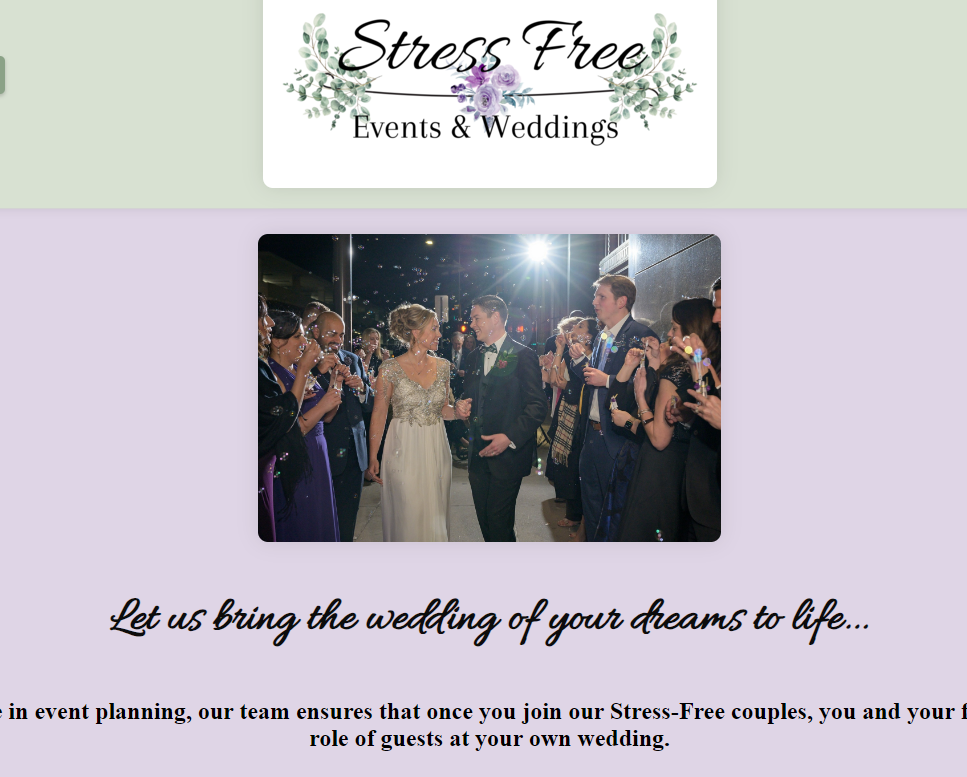 Stress Free
Events & Weddings
Let us bring the wedding of your dreams to life...
in event planning, our team ensures that once you join our Stress-Free couples, you and your
role of guests at your own wedding.